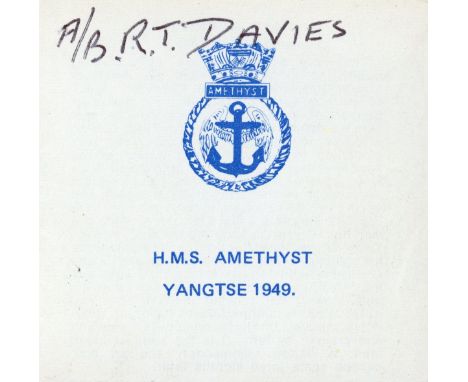 A/B. R.T. DAVIES
AMETHYST
H.M.S. AMETHYST
YANGTSE 1949.